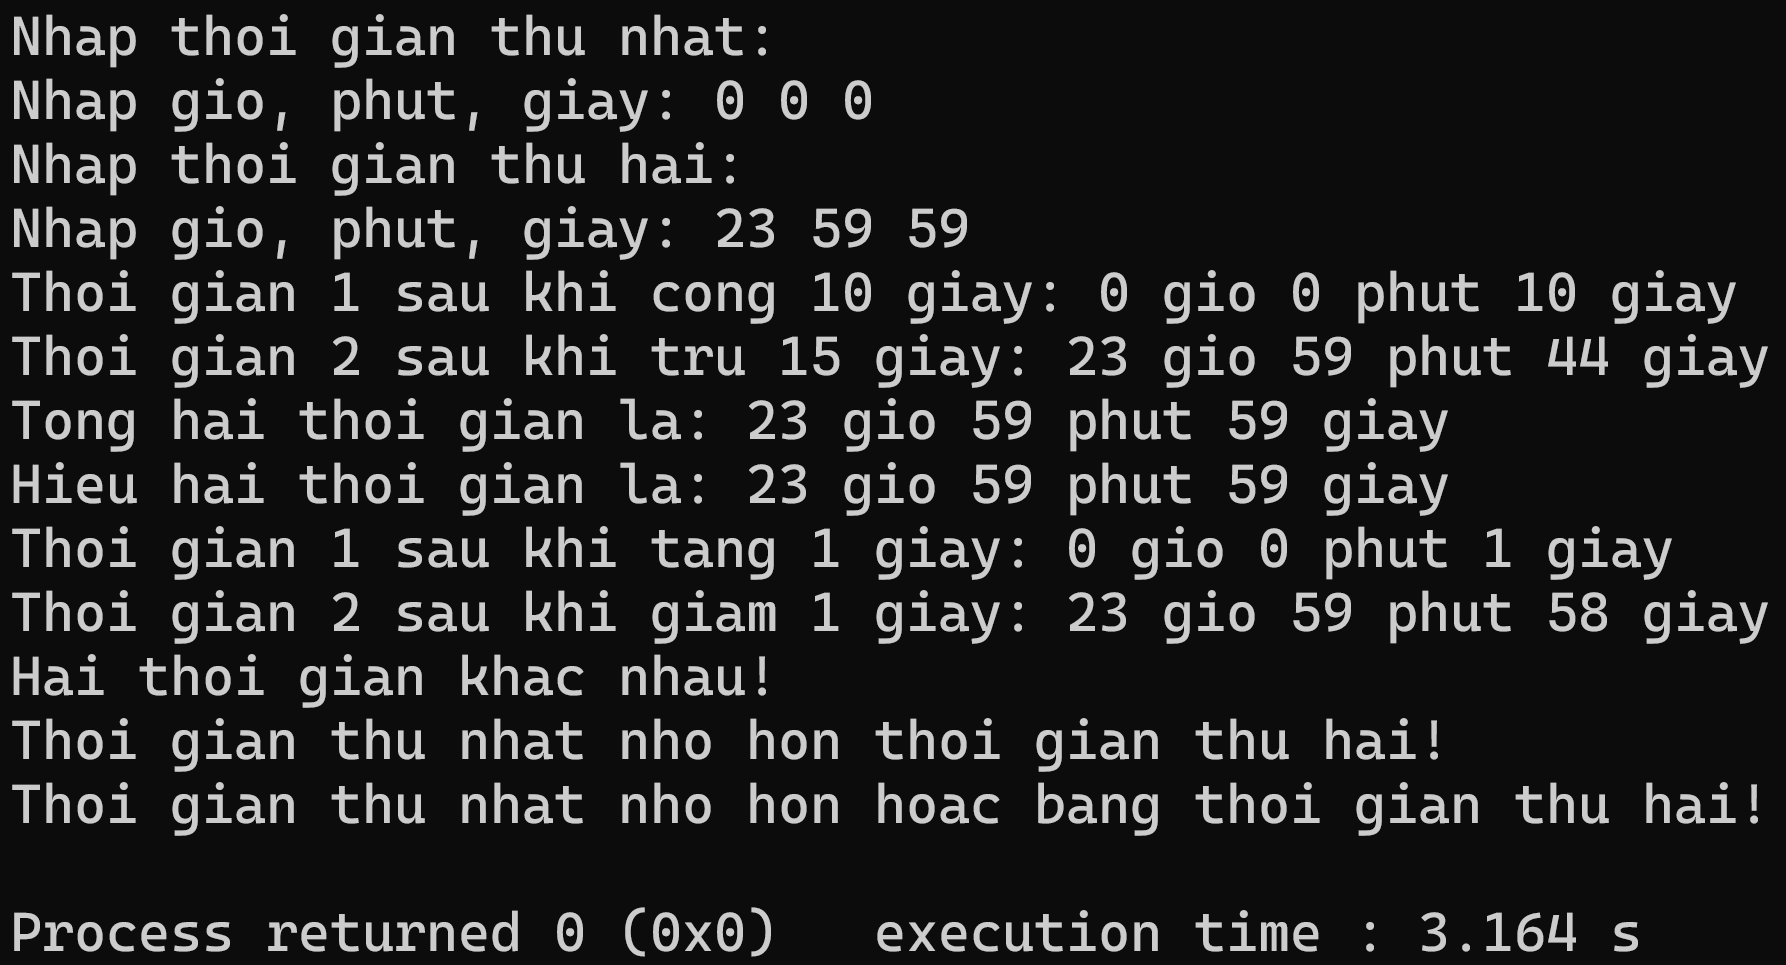 Nhap thoi gian thu nhat:
Nhap gio, phut, giay: 0 0 0
Nhap thoi gian thu hai:
Nhap gio, phut, giay: 23 59 59
Thoi gian 1 sau khi cong 10 giay: 0 gio 0 phut 10 giay
Thoi gian 2 sau khi tru 15 giay: 23 gio 59 phut 44 giay
Tong hai thoi gian la: 23 gio 59 phut 59 giay
Hieu hai thoi gian la: 23 gio 59 phut 59 giay
Thoi gian 1 sau khi tang 1 giay: 0 gio 0 phut 1 giay
Thoi gian 2 sau khi giam 1 giay: 23 gio 59 phut 58 giay
Hai thoi gian khac nhau!
Thoi gian thu nhat nho hon thoi gian thu hai!
Thoi gian thu nhat nho hon hoac bang thoi gian thu hai!
Process returned 0 (0x0)   execution time : 3.164 s